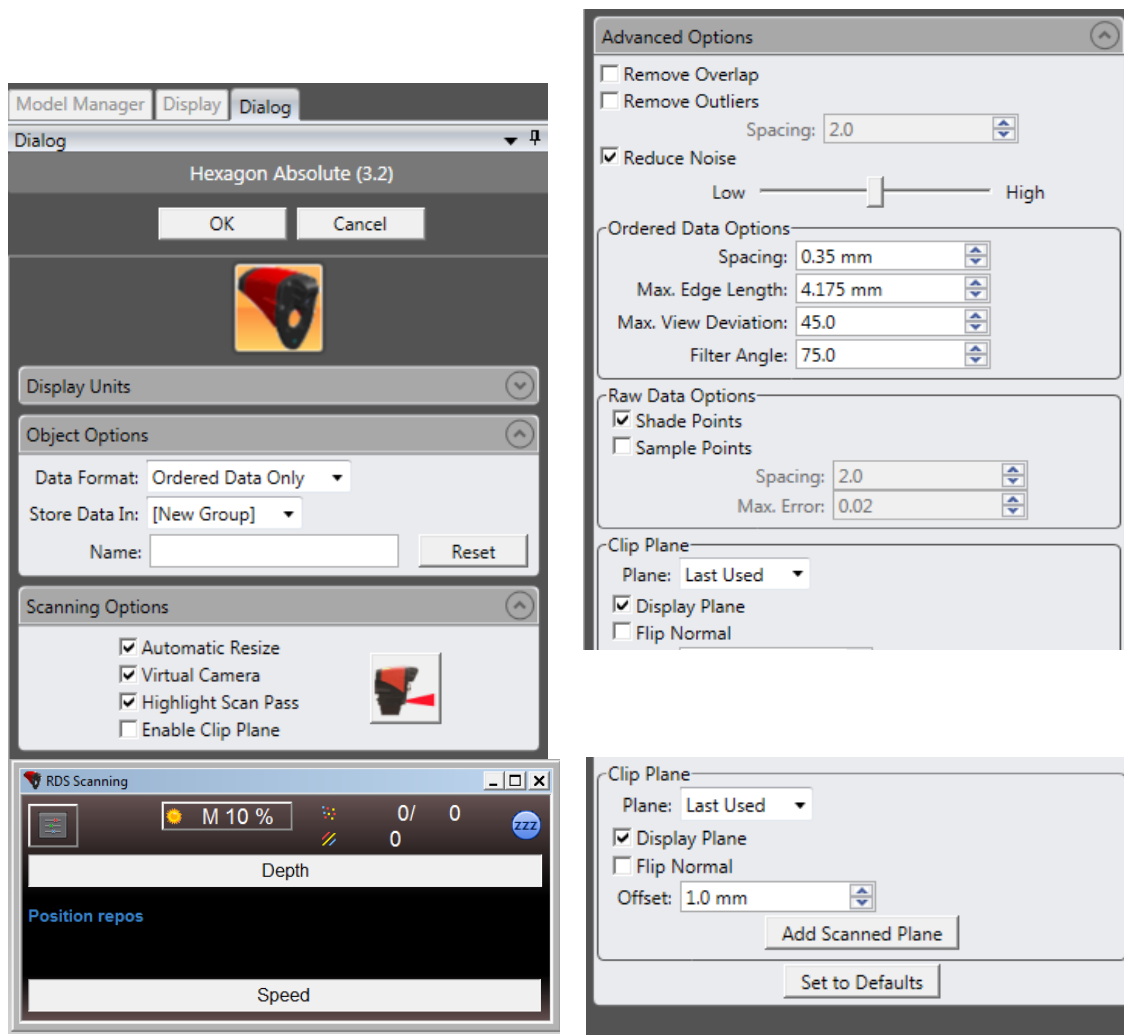 Model Manager Display Dialog
Dialog
Hexagon Absolute (3.2)
OK Cancel
Display Units
Object Options
Data Format: Ordered Data Only
Store Data In: [New Group]
Name: Reset
Scanning Options
Automatic Resize
Virtual Camera
Highlight Scan Pass
Enable Clip Plane
RDS Scanning
M 10 % 0/ 0
0
zzz
Depth
Position repos
Speed
Advanced Options
Remove Overlap
Remove Outliers
Spacing: 2.0
Reduce Noise
Low High
Ordered Data Options
Spacing: 0.35 mm
Max. Edge Length: 4.175 mm
Max. View Deviation: 45.0
Filter Angle: 75.0
Raw Data Options
Shade Points
Sample Points
Spacing: 2.0
Max. Error: 0.02
Clip Plane
Plane: Last Used
Display Plane
Flip Normal
Clip Plane
Plane: Last Used
Display Plane
Flip Normal
Offset: 1.0 mm
Add Scanned Plane
Set to Defaults